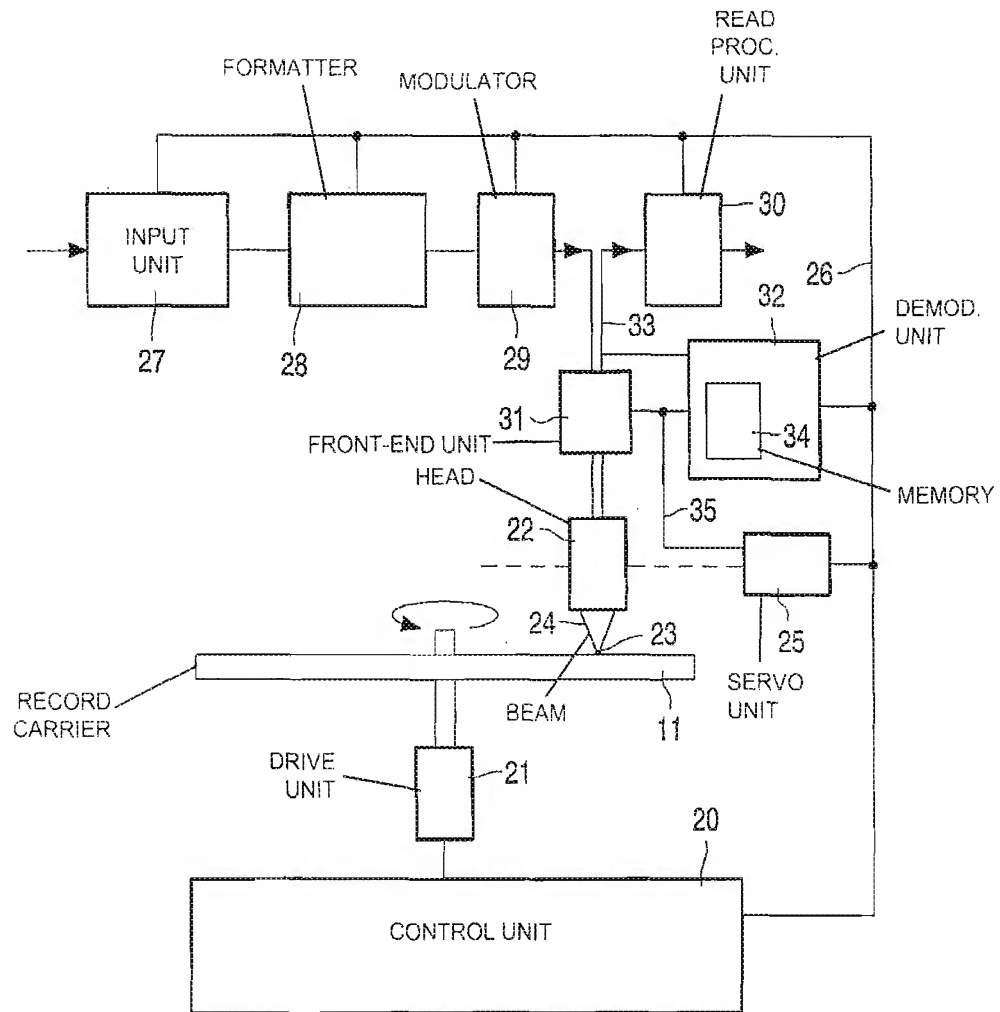 READ
PROC.
UNIT
FORMATTER
MODULATOR
30
INPUT
UNIT
26
33
32
DEMOD.
UNIT
27
28
29
31
34
FRONT-END UNIT
HEAD
MEMORY
35
22
24
23
25
RECORD
CARRIER
BEAM
11
SERVO
UNIT
DRIVE
UNIT
21
20
CONTROL UNIT